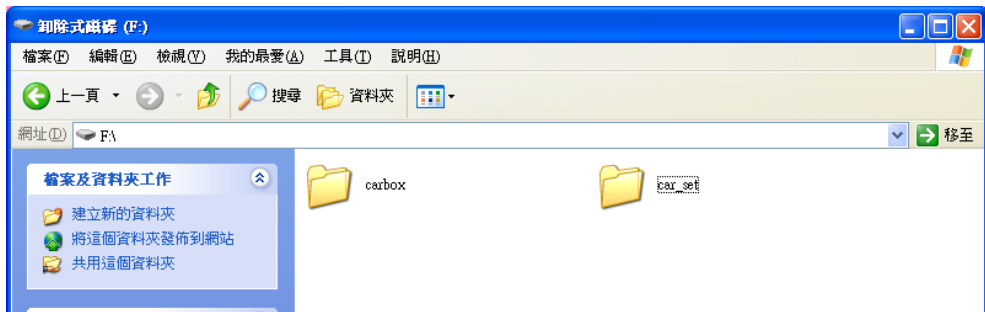 卸除式磁碟 (F:)
檔案(F) 編輯(E) 檢視(V) 我的最愛(A) 工具(T) 說明(H)
上一頁 搜尋 資料夾
網址(D) F:\ 移至
檔案及資料夾工作
建立新的資料夾
將這個資料夾發佈到網站
共用這個資料夾
carbox
car_set